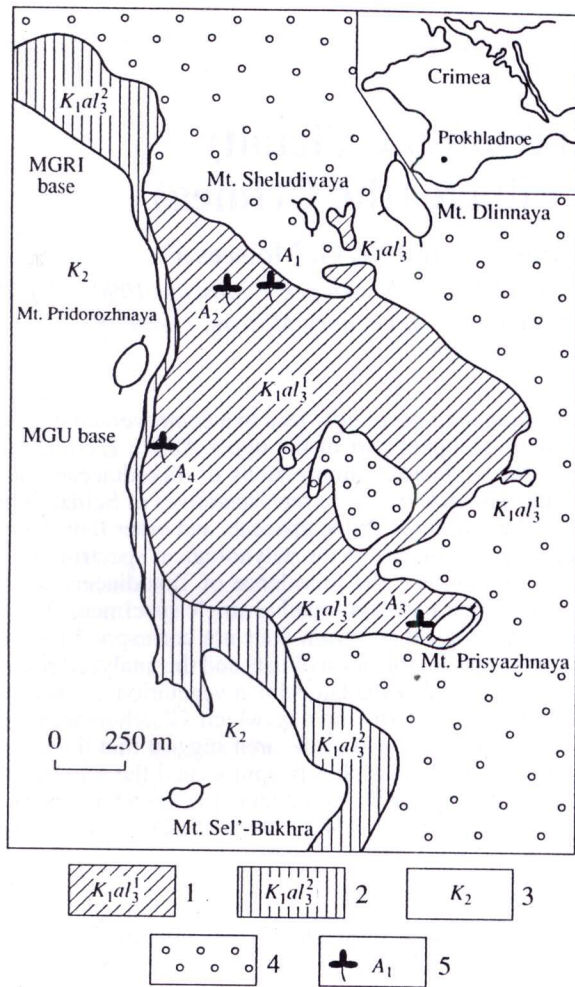 K₁al₃²
Crimea
Prokhladnoe
MGRI
base
Mt. Sheludivaya
Mt. Dlinnaya
K₁al₃¹
A₁
K₂
A₂
Mt. Pridorozhnaya
K₁al₃¹
MGU base
A₄
K₁al₃¹
K₁al₃¹
A₃
Mt. Prisyazhnaya
K₂
0 250 m
K₁al₃²
Mt. Sel’-Bukhra
K₁al₃¹ 1 K₁al₃² 2 K₂ 3
4 A₁ 5